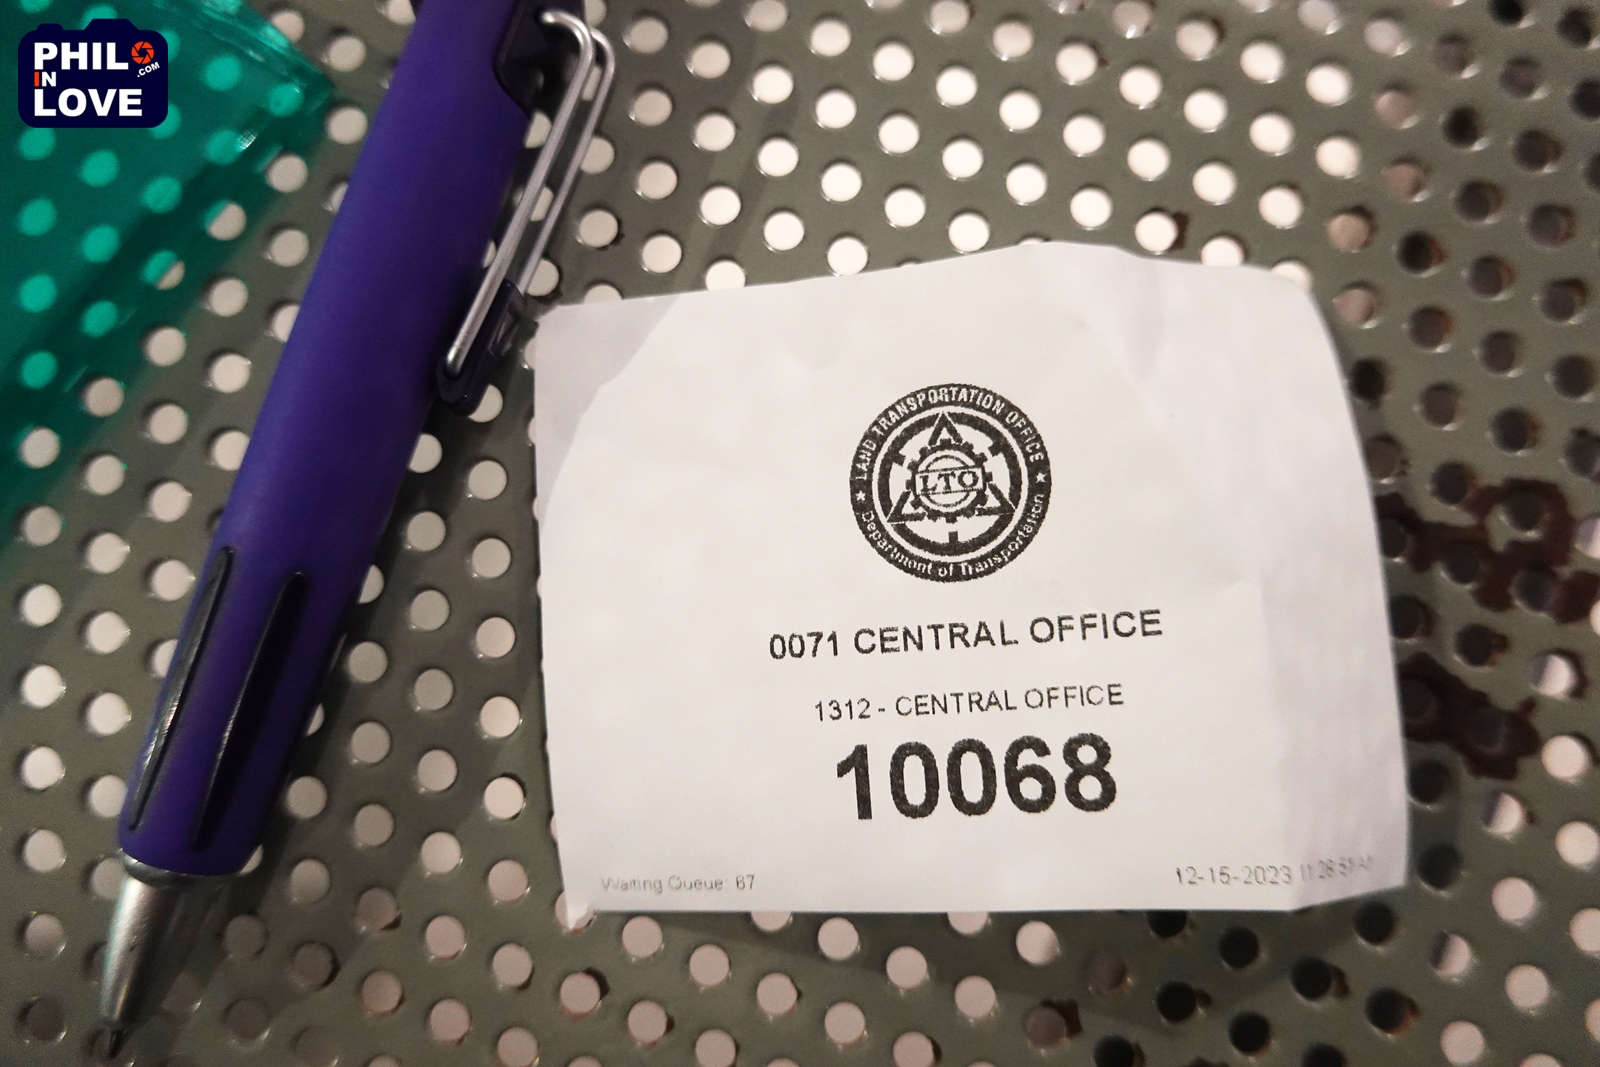 PHIL
IN
.COM
LOVE
LAND TRANSPORTATION OFFICE
LTO
Department of Transportation
0071 CENTRAL OFFICE
1312 - CENTRAL OFFICE
10068
Waiting Queue: 67
12-15-2023